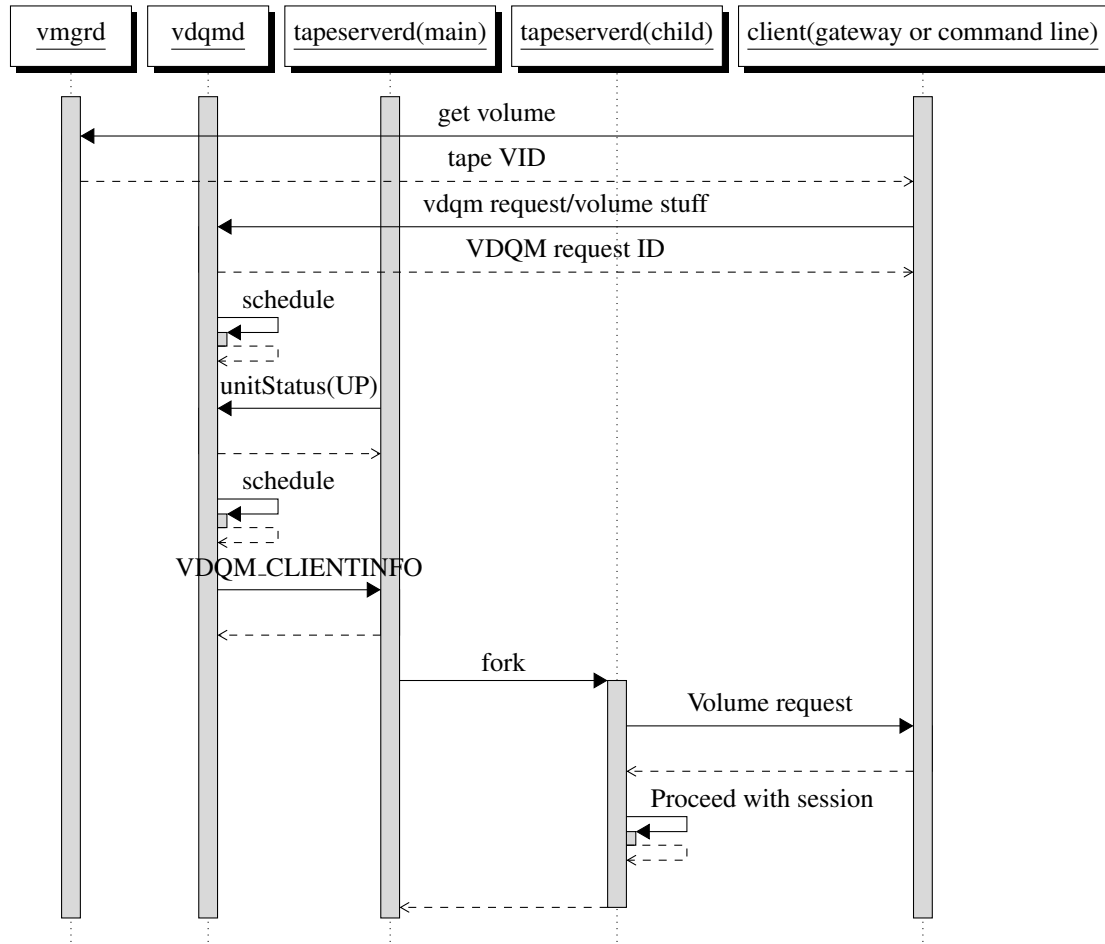 vmgrd
vdqmd
tapeserverd(main)
tapeserverd(child)
client(gateway or command line)
get volume
tape VID
vdqm request/volume stuff
VDQM request ID
schedule
unitStatus(UP)
schedule
VDQM_CLIENTINFO
fork
Volume request
Proceed with session